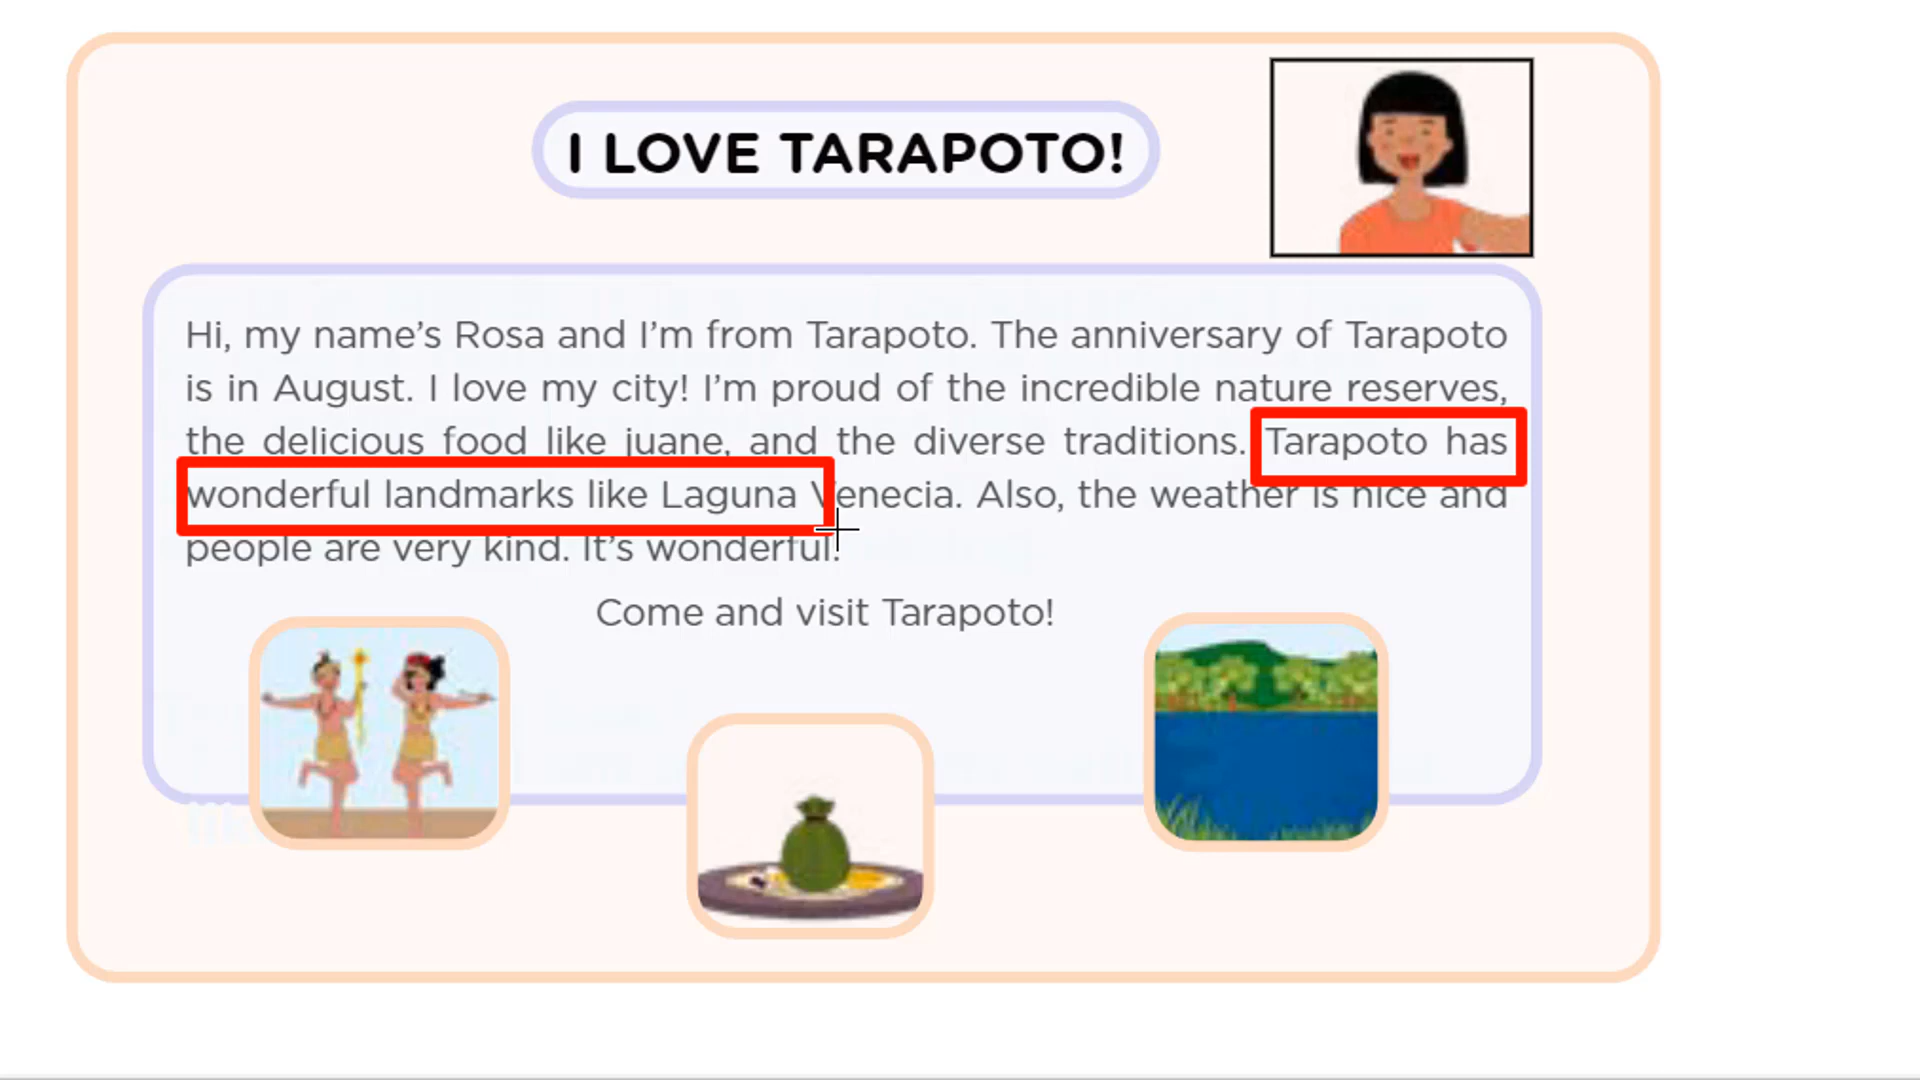 I LOVE TARAPOTO!
Hi, my name’s Rosa and I’m from Tarapoto. The anniversary of Tarapoto
is in August. I love my city! I’m proud of the incredible nature reserves,
the delicious food like juane, and the diverse traditions. Tarapoto has
wonderful landmarks like Laguna Venecia. Also, the weather is nice and
people are very kind. It’s wonderful!
Come and visit Tarapoto!